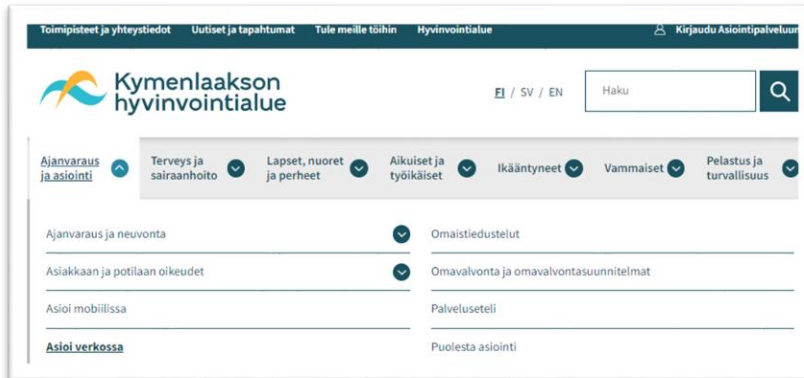 Toimipisteet ja yhteystiedot Uutiset ja tapahtumat Tule meille töihin Hyvinvointialue Kirjaudu Asiointipalveluun
Kymenlaakson
hyvinvointialue
FI / SV / EN Haku
Ajanvaraus
ja asiointi
Terveys ja
sairaanhoito
Lapset, nuoret
ja perheet
Aikuiset ja
työikäiset
Ikääntyneet
Vammaiset
Pelastus ja
turvallisuus
Ajanvaraus ja neuvonta
Asiakkaan ja potilaan oikeudet
Asioi mobiilissa
Asioi verkossa
Omaistiedustelut
Omavalvonta ja omavalvontasuunnitelmat
Palveluseteli
Puolesta asiointi